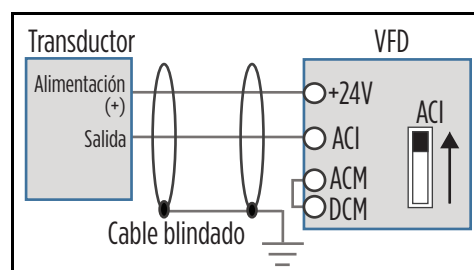 Transductor
VFD
Alimentación
(+)
+24V
ACI
Salida
ACI
ACM
DCM
Cable blindado